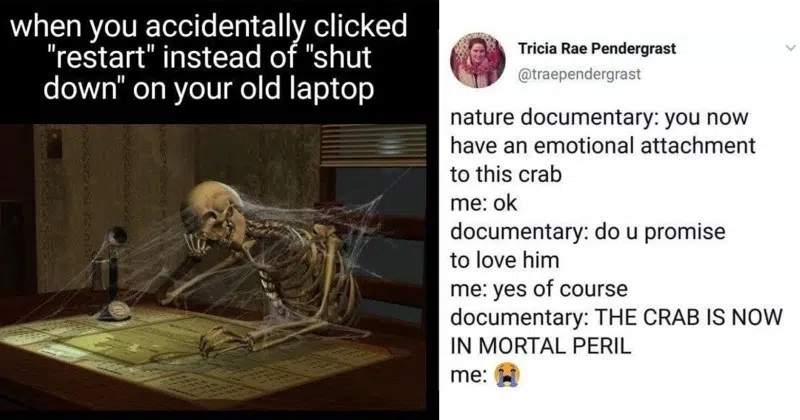 when you accidentally clicked
"restart" instead of "shut
down" on your old laptop
Tricia Rae Pendergrast
@traependergrast
nature documentary: you now
have an emotional attachment
to this crab
me: ok
documentary: do u promise
to love him
me: yes of course
documentary: THE CRAB IS NOW
IN MORTAL PERIL
me: 😭